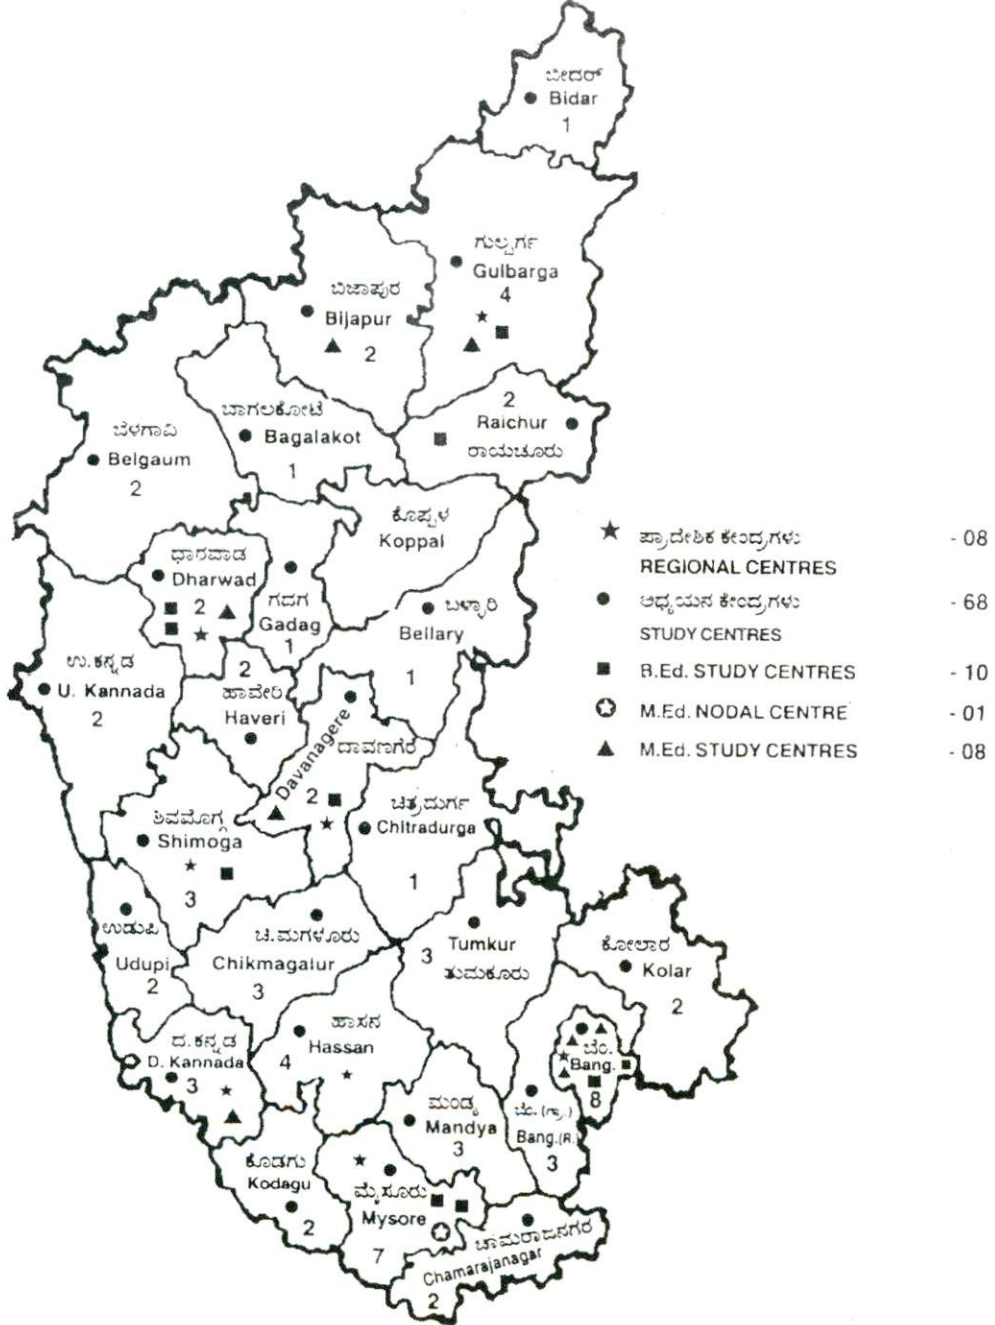 ಬೀದರ್
Bidar
1
ಗುಲ್ಬರ್ಗ
Gulbarga
4
ಬಿಜಾಪುರ
Bijapur
2
2
Raichur
ರಾಯಚೂರು
ಬಾಗಲಕೋಟೆ
Bagalakot
1
ಬೆಳಗಾವಿ
Belgaum
2
ಕೊಪ್ಪಳ
Koppal
ಧಾರವಾಡ
Dharwad
2
ಗದಗ
Gadag
1
ಬಳ್ಳಾರಿ
Bellary
1
ಉ.ಕನ್ನಡ
U. Kannada
2
2
ಹಾವೇರಿ
Haveri
Davanagere
ದಾವಣಗೆರೆ
2
ಚಿತ್ರದುರ್ಗ
Chitradurga
1
ಶಿವಮೊಗ್ಗ
Shimoga
3
ಉಡುಪಿ
Udupi
2
ಚಿ.ಮಗಳೂರು
Chikmagalur
3
3
Tumkur
ತುಮಕೂರು
ಕೋಲಾರ
Kolar
2
ದ.ಕನ್ನಡ
D. Kannada
3
ಹಾಸನ
Hassan
4
ಬೆಂ.
Bang.
8
ಬೆಂ.(ಗ್ರಾ.)
Bang.(R.)
3
ಮಂಡ್ಯ
Mandya
3
ಕೊಡಗು
Kodagu
2
ಮೈಸೂರು
Mysore
7
ಚಾಮರಾಜನಗರ
Chamarajanagar
2
ಪ್ರಾದೇಶಿಕ ಕೇಂದ್ರಗಳು - 08
REGIONAL CENTRES
ಅಧ್ಯಯನ ಕೇಂದ್ರಗಳು - 68
STUDY CENTRES
B.Ed. STUDY CENTRES - 10
M.Ed. NODAL CENTRE - 01
M.Ed. STUDY CENTRES - 08